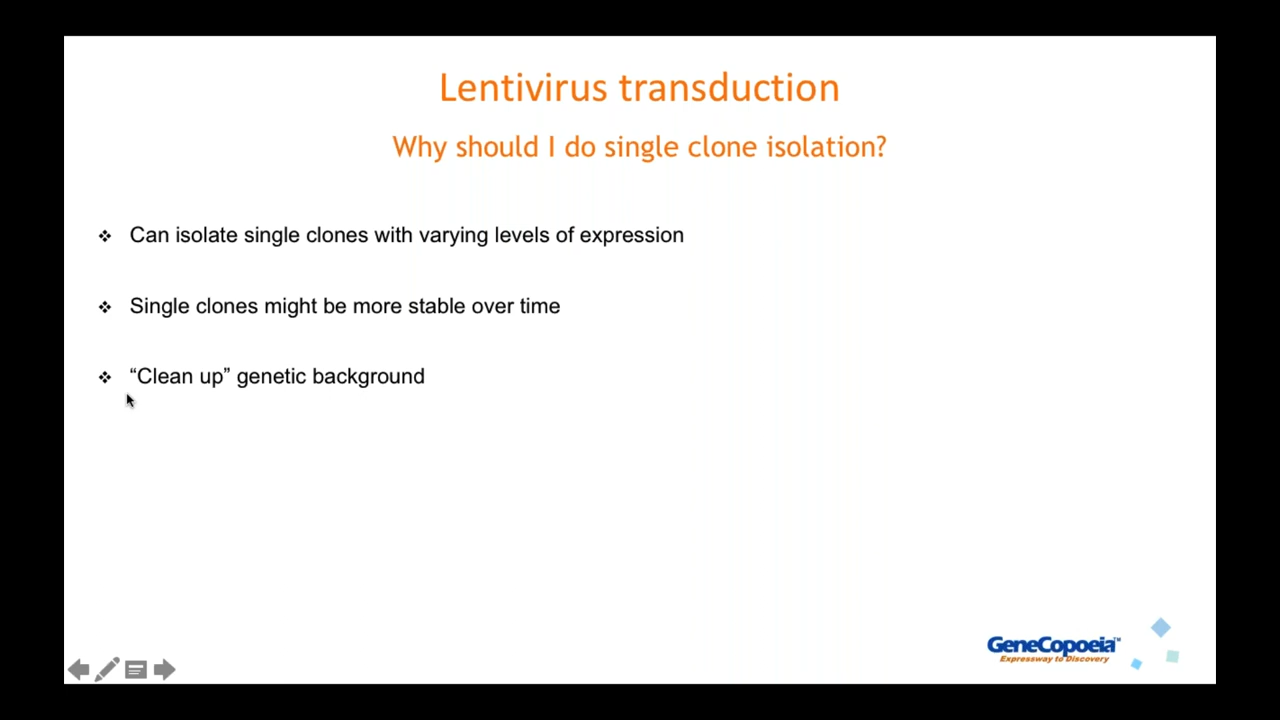 Lentivirus transduction
Why should I do single clone isolation?
❖ Can isolate single clones with varying levels of expression
❖ Single clones might be more stable over time
❖ “Clean up” genetic background
GeneCopoeia™
Expressway to Discovery